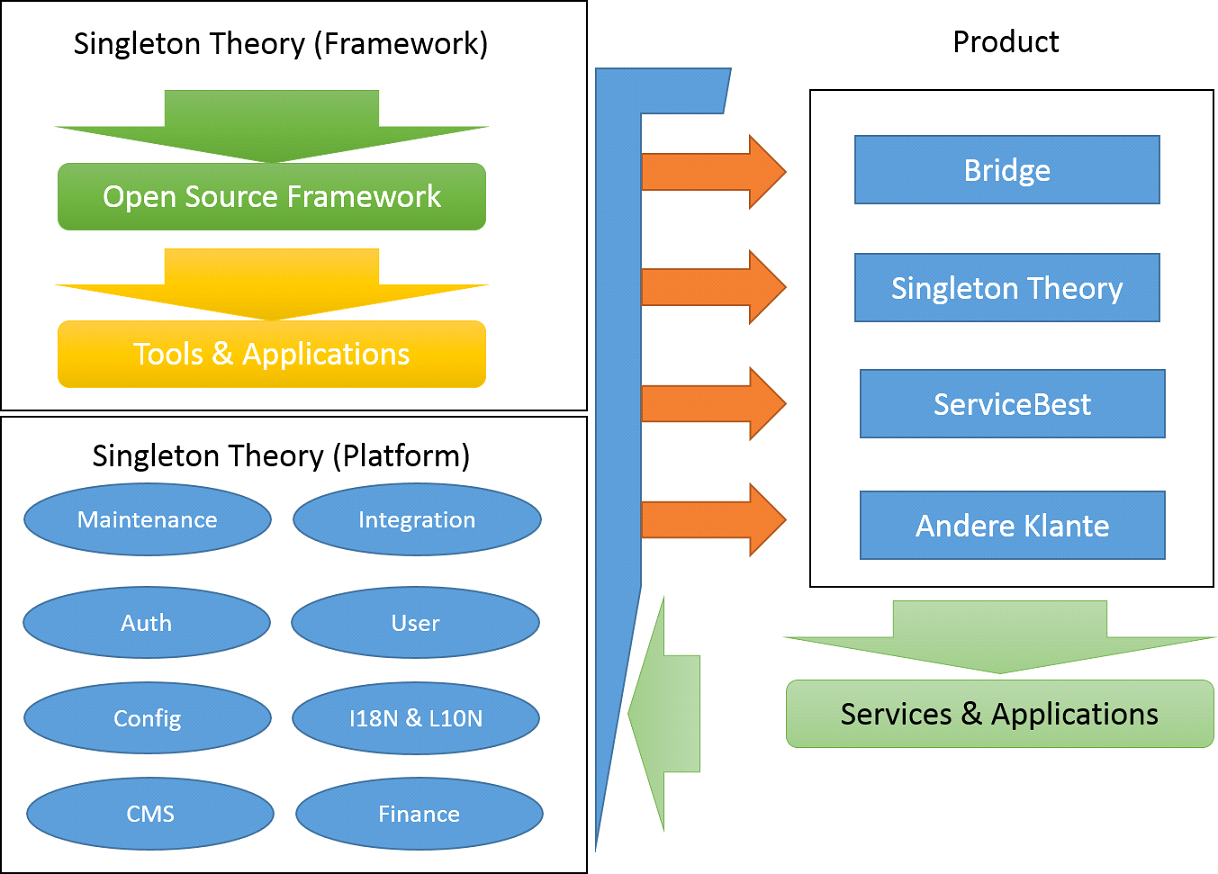 Singleton Theory (Framework)
Open Source Framework
Tools & Applications
Singleton Theory (Platform)
Maintenance
Integration
Auth
User
Config
I18N & L10N
CMS
Finance
Product
Bridge
Singleton Theory
ServiceBest
Andere Klante
Services & Applications